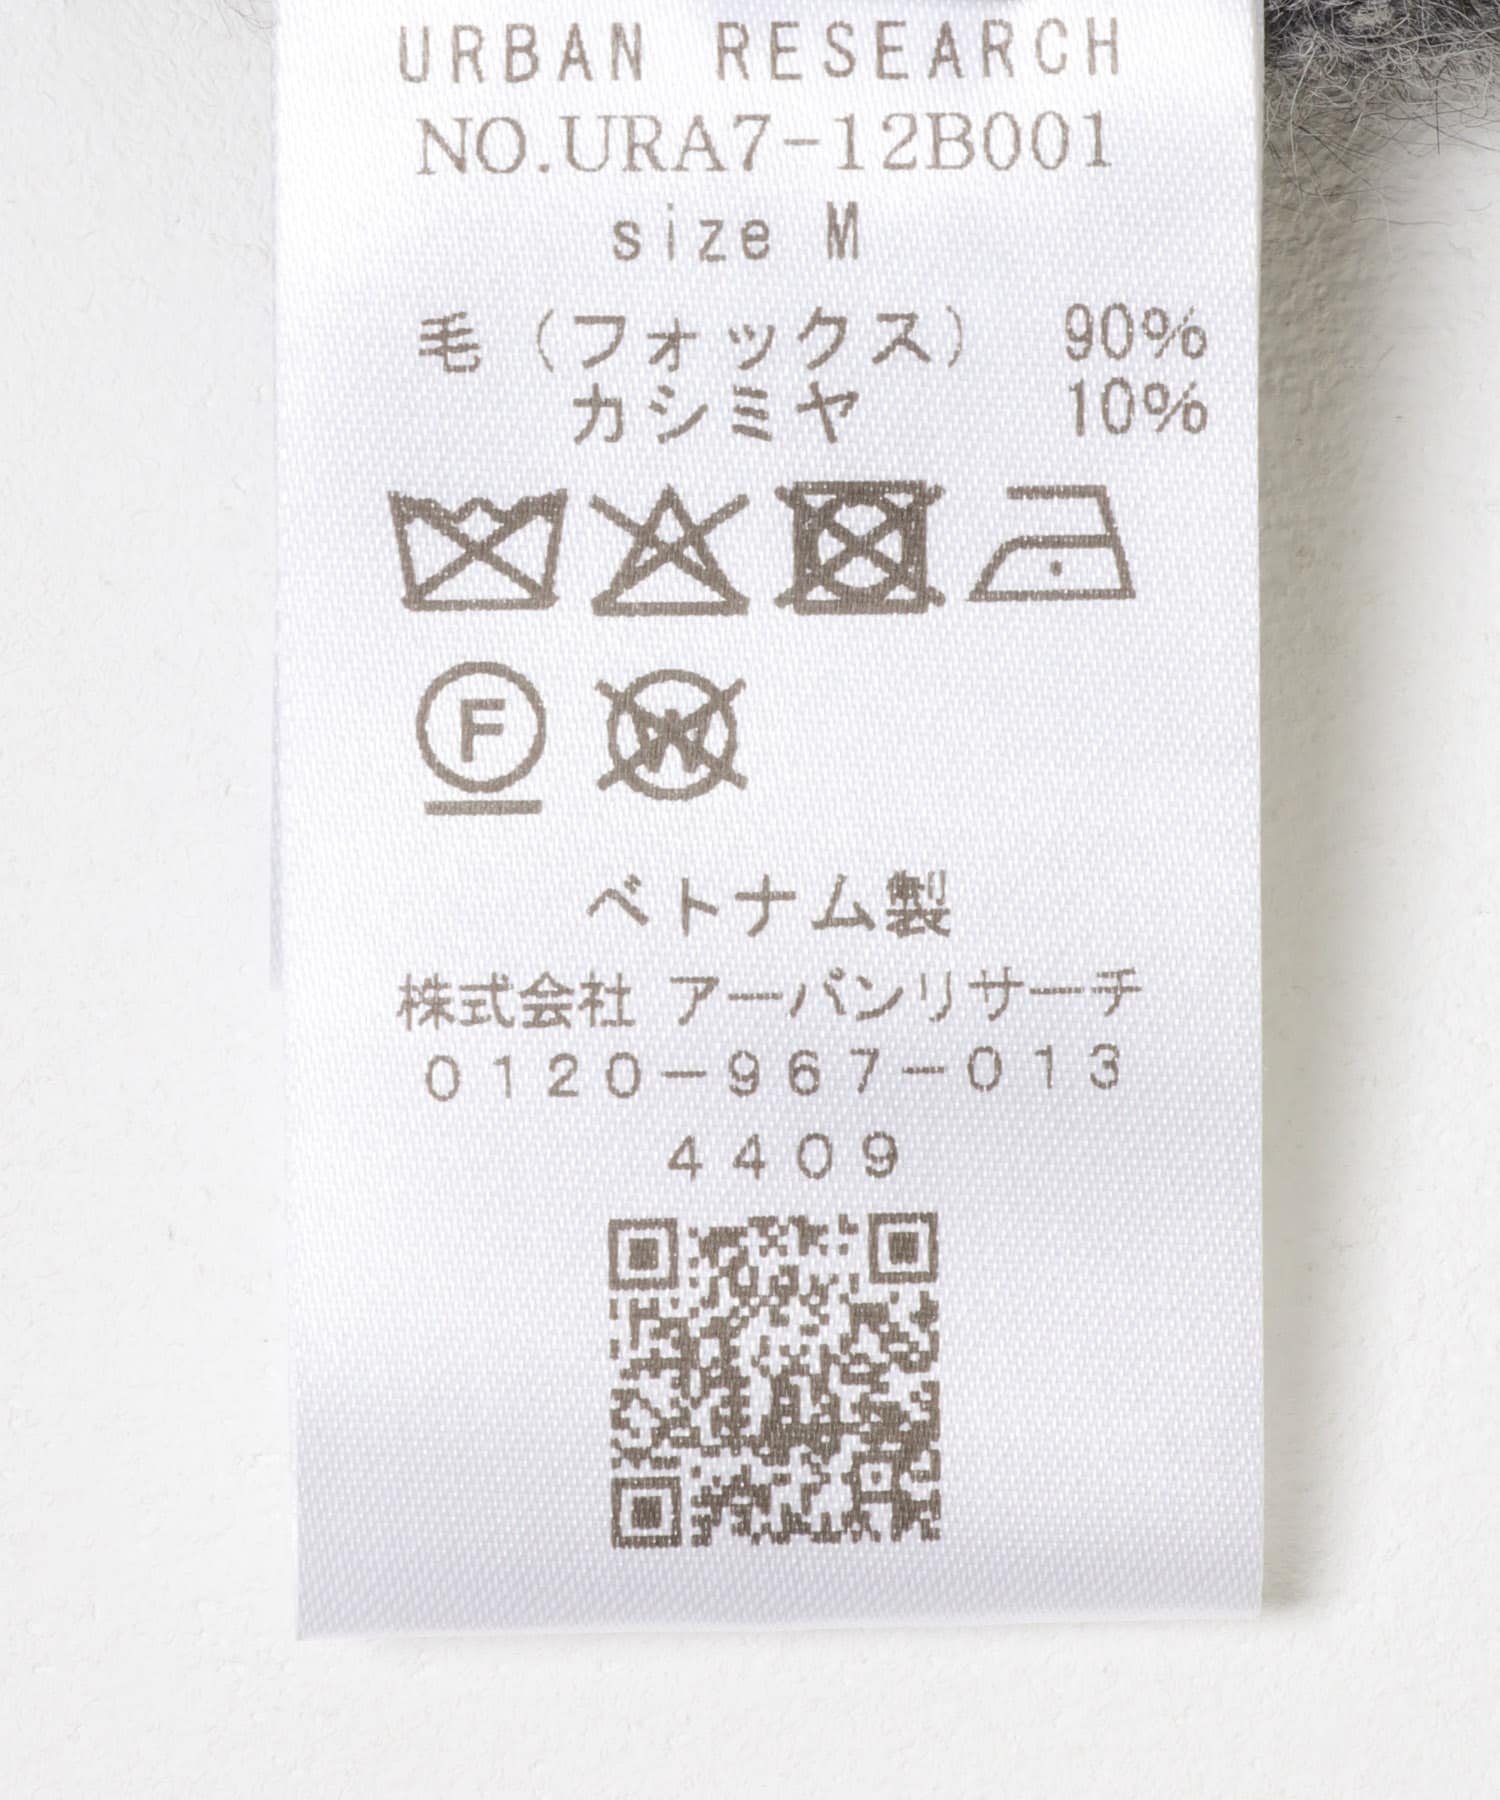 URBAN RESEARCH
NO.URA7-12B001
size M
毛（フォックス） 90%
カシミヤ 10%
F W
ベトナム製
株式会社 アーバンリサーチ
0120-967-013
4409